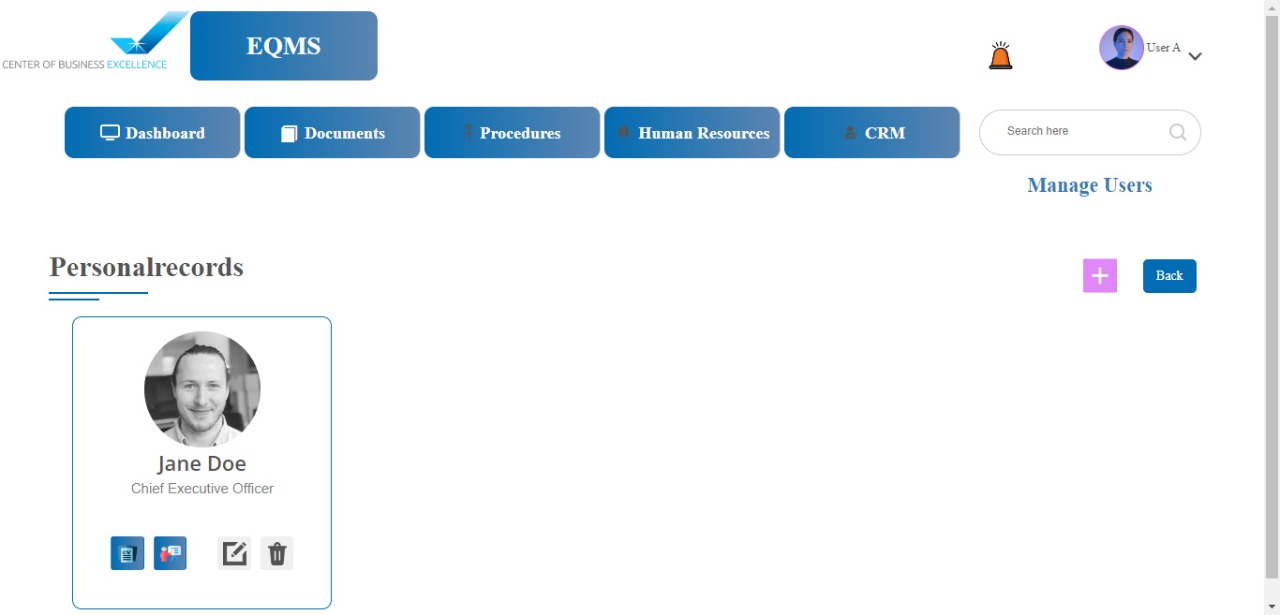 CENTER OF BUSINESS EXCELLENCE
EQMS
User A
Dashboard
Documents
Procedures
Human Resources
CRM
Search here
Manage Users
Personalrecords
Back
Jane Doe
Chief Executive Officer